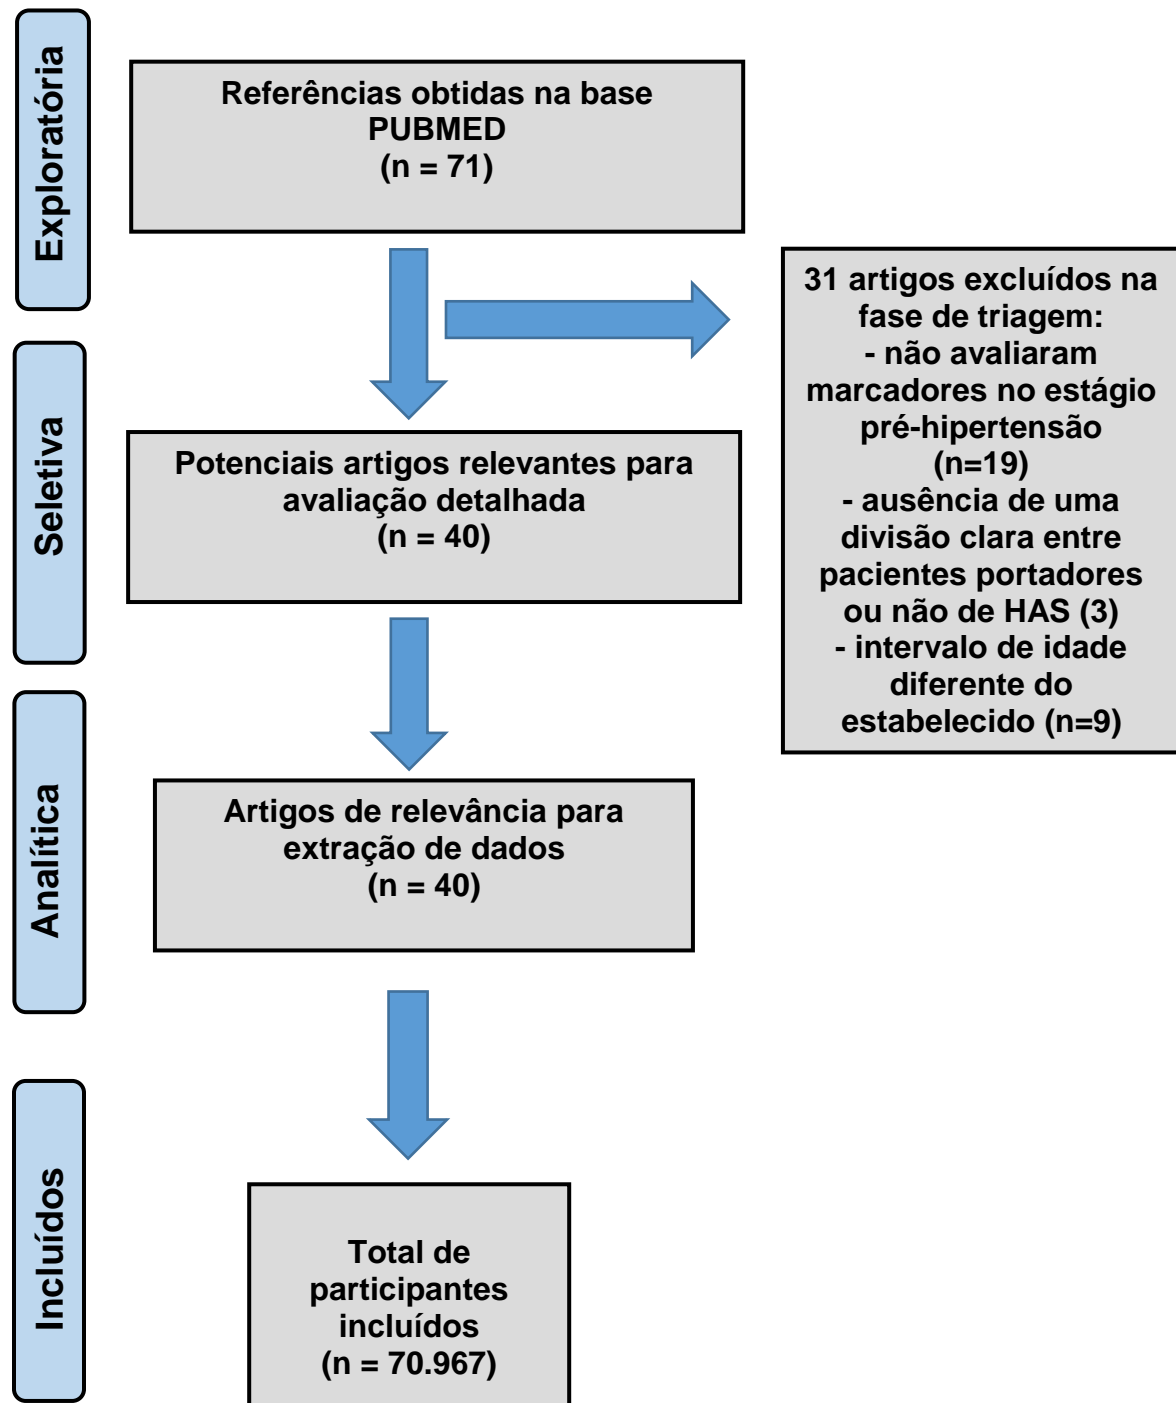 Exploratória
Referências obtidas na base
PUBMED
(n = 71)
31 artigos excluídos na
fase de triagem:
- não avaliaram
marcadores no estágio
pré-hipertensão
(n=19)
- ausência de uma
divisão clara entre
pacientes portadores
ou não de HAS (3)
- intervalo de idade
diferente do
estabelecido (n=9)
Seletiva
Potenciais artigos relevantes para
avaliação detalhada
(n = 40)
Analítica
Artigos de relevância para
extração de dados
(n = 40)
Incluídos
Total de
participantes
incluídos
(n = 70.967)